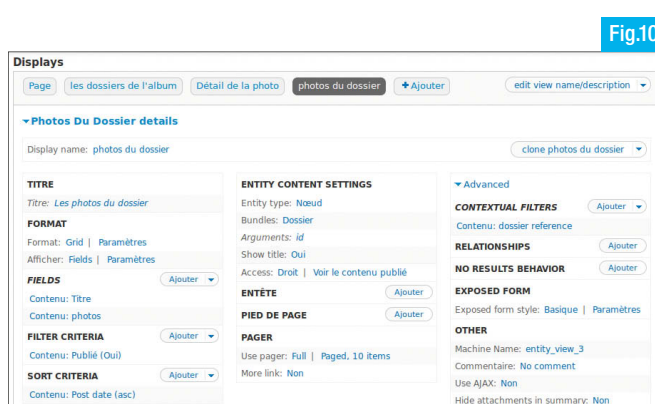 Fig.10
Displays
Page les dossiers de l'album Détail de la photo photos du dossier +Ajouter edit view name/description
Photos Du Dossier details
Display name: photos du dossier clone photos du dossier
TITRE
Titre: Les photos du dossier
FORMAT
Format: Grid | Paramètres
Afficher: Fields | Paramètres
FIELDS Ajouter
Contenu: Titre
Contenu: photos
FILTER CRITERIA Ajouter
Contenu: Publié (Oui)
SORT CRITERIA Ajouter
Contenu: Post date (asc)
ENTITY CONTENT SETTINGS
Entity type: Nœud
Bundles: Dossier
Arguments: id
Show title: Oui
Access: Droit | Voir le contenu publié
ENTÊTE Ajouter
PIED DE PAGE Ajouter
PAGER
Use pager: Full | Paged, 10 items
More link: Non
Advanced
CONTEXTUAL FILTERS Ajouter
Contenu: dossier reference
RELATIONSHIPS Ajouter
NO RESULTS BEHAVIOR Ajouter
EXPOSED FORM
Exposed form style: Basique | Paramètres
OTHER
Machine Name: entity_view_3
Commentaire: No comment
Use AJAX: Non
Hide attachments in summary: Non